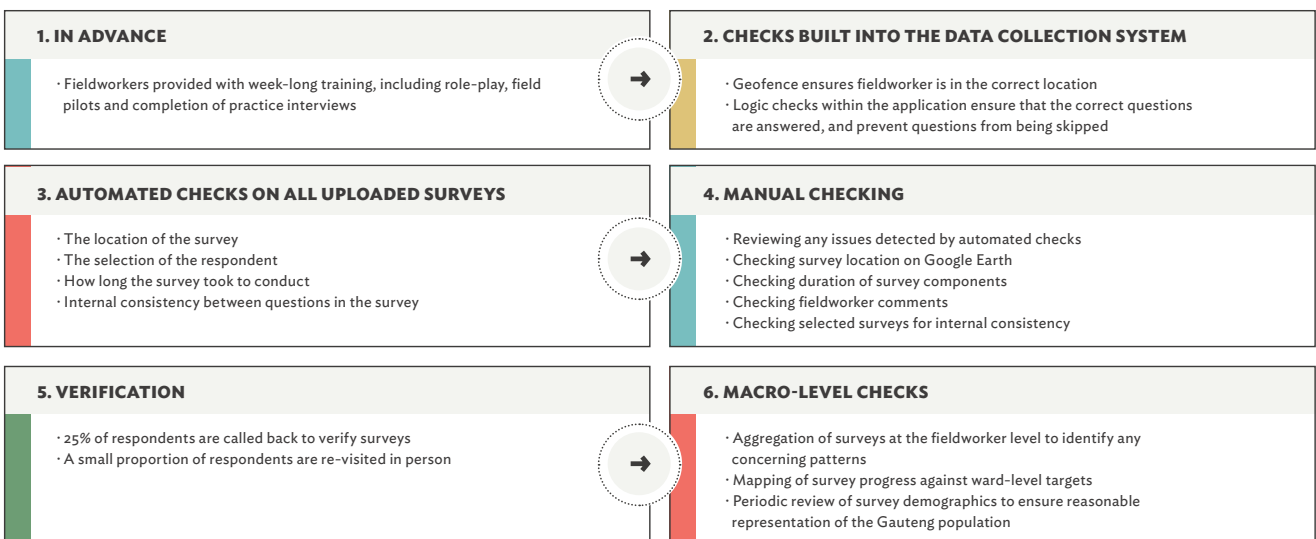 1. IN ADVANCE
· Fieldworkers provided with week-long training, including role-play, field
pilots and completion of practice interviews
2. CHECKS BUILT INTO THE DATA COLLECTION SYSTEM
· Geofence ensures fieldworker is in the correct location
· Logic checks within the application ensure that the correct questions
are answered, and prevent questions from being skipped
3. AUTOMATED CHECKS ON ALL UPLOADED SURVEYS
· The location of the survey
· The selection of the respondent
· How long the survey took to conduct
· Internal consistency between questions in the survey
4. MANUAL CHECKING
· Reviewing any issues detected by automated checks
· Checking survey location on Google Earth
· Checking duration of survey components
· Checking fieldworker comments
· Checking selected surveys for internal consistency
5. VERIFICATION
· 25% of respondents are called back to verify surveys
· A small proportion of respondents are re-visited in person
6. MACRO-LEVEL CHECKS
· Aggregation of surveys at the fieldworker level to identify any
concerning patterns
· Mapping of survey progress against ward-level targets
· Periodic review of survey demographics to ensure reasonable
representation of the Gauteng population